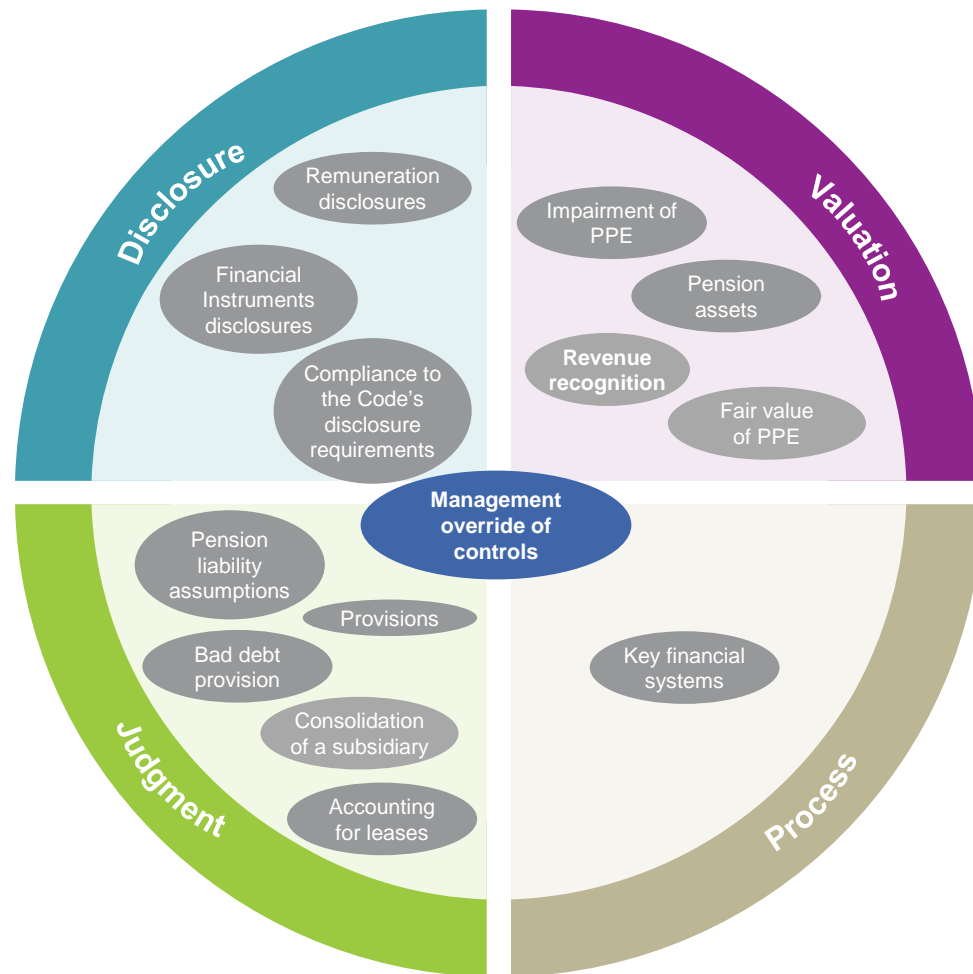 Disclosure
Remuneration
disclosures
Financial
Instruments
disclosures
Compliance to
the Code’s
disclosure
requirements
Valuation
Impairment of
PPE
Pension
assets
Revenue
recognition
Fair value
of PPE
Management
override of
controls
Judgment
Pension
liability
assumptions
Provisions
Bad debt
provision
Consolidation
of a subsidiary
Accounting
for leases
Process
Key financial
systems